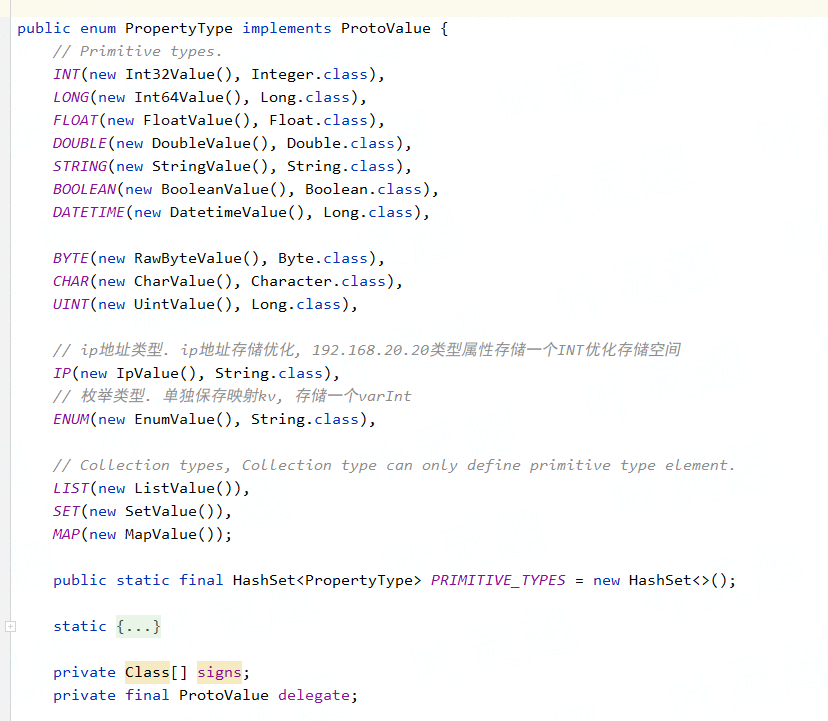 public enum PropertyType implements ProtoValue {
// Primitive types.
INT(new Int32Value(), Integer.class),
LONG(new Int64Value(), Long.class),
FLOAT(new FloatValue(), Float.class),
DOUBLE(new DoubleValue(), Double.class),
STRING(new StringValue(), String.class),
BOOLEAN(new BooleanValue(), Boolean.class),
DATETIME(new DatetimeValue(), Long.class),
BYTE(new RawByteValue(), Byte.class),
CHAR(new CharValue(), Character.class),
UINT(new UintValue(), Long.class),
// ip地址类型. ip地址存储优化, 192.168.20.20类型属性存储一个INT优化存储空间
IP(new IpValue(), String.class),
// 枚举类型. 单独保存映射kv, 存储一个varInt
ENUM(new EnumValue(), String.class),
// Collection types, Collection type can only define primitive type element.
LIST(new ListValue()),
SET(new SetValue()),
MAP(new MapValue());
public static final HashSet<PropertyType> PRIMITIVE_TYPES = new HashSet<>();
static {...}
private Class[] signs;
private final ProtoValue delegate;